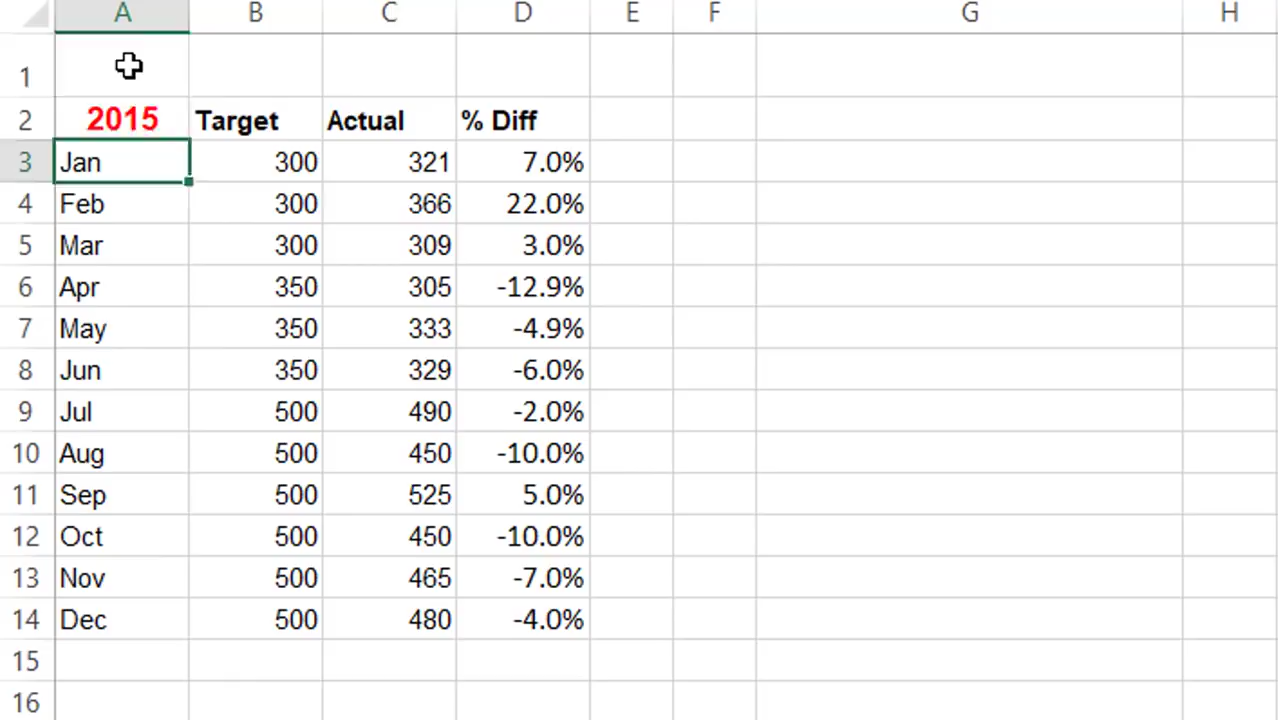 A B C D E F G H
1
2 2015 Target Actual % Diff
3 Jan 300 321 7.0%
4 Feb 300 366 22.0%
5 Mar 300 309 3.0%
6 Apr 350 305 -12.9%
7 May 350 333 -4.9%
8 Jun 350 329 -6.0%
9 Jul 500 490 -2.0%
10 Aug 500 450 -10.0%
11 Sep 500 525 5.0%
12 Oct 500 450 -10.0%
13 Nov 500 465 -7.0%
14 Dec 500 480 -4.0%
15
16